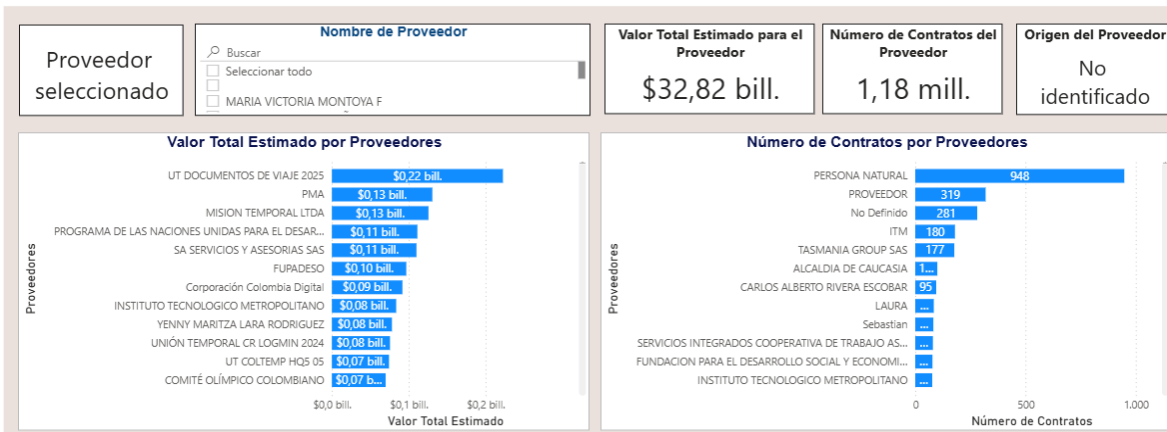 Proveedor
seleccionado
Nombre de Proveedor
Buscar
Seleccionar todo
MARIA VICTORIA MONTOYA F
Valor Total Estimado para el
Proveedor
$32,82 bill.
Número de Contratos del
Proveedor
1,18 mill.
Origen del Proveedor
No
identificado
Valor Total Estimado por Proveedores
Proveedores
UT DOCUMENTOS DE VIAJE 2025 $0,22 bill.
PMA $0,13 bill.
MISION TEMPORAL LTDA $0,13 bill.
PROGRAMA DE LAS NACIONES UNIDAS PARA EL DESAR... $0,11 bill.
SA SERVICIOS Y ASESORIAS SAS $0,11 bill.
FUPADESO $0,10 bill.
Corporación Colombia Digital $0,09 bill.
INSTITUTO TECNOLOGICO METROPOLITANO $0,08 bill.
YENNY MARITZA LARA RODRIGUEZ $0,08 bill.
UNIÓN TEMPORAL CR LOGMIN 2024 $0,08 bill.
UT COLTEMP HQ5 05 $0,07 bill.
COMITÉ OLÍMPICO COLOMBIANO $0,07 b...
$0,0 bill. $0,1 bill. $0,2 bill.
Valor Total Estimado
Número de Contratos por Proveedores
Proveedores
PERSONA NATURAL 948
PROVEEDOR 319
No Definido 281
ITM 180
TASMANIA GROUP SAS 177
ALCALDIA DE CAUCASIA 1...
CARLOS ALBERTO RIVERA ESCOBAR 95
LAURA ...
Sebastian ...
SERVICIOS INTEGRADOS COOPERATIVA DE TRABAJO AS... ...
FUNDACION PARA EL DESARROLLO SOCIAL Y ECONOMI... ...
INSTITUTO TECNOLOGICO METROPOLITANO ...
0 500 1.000
Número de Contratos